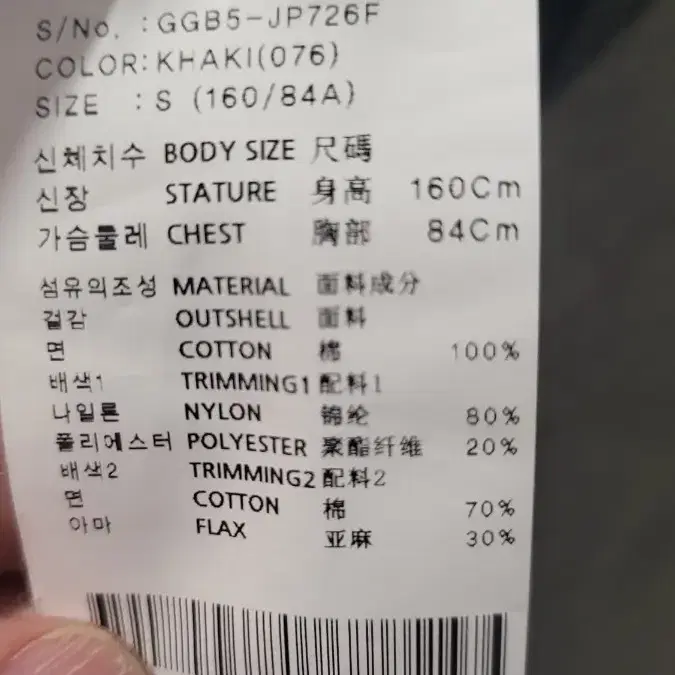 S/No. : GGB5-JP726F
COLOR:KHAKI(076)
SIZE : S (160/84A)
신체치수 BODY SIZE 尺碼
신장 STATURE 身高 160Cm
가슴둘레 CHEST 胸部 84Cm
섬유의조성 MATERIAL 面料成分
겉감 OUTSHELL 面料
면 COTTON 棉 100%
배색1 TRIMMING1 配料1
나일론 NYLON 锦纶 80%
폴리에스터 POLYESTER 聚酯纤维 20%
배색2 TRIMMING2 配料2
면 COTTON 棉 70%
아마 FLAX 亚麻 30%